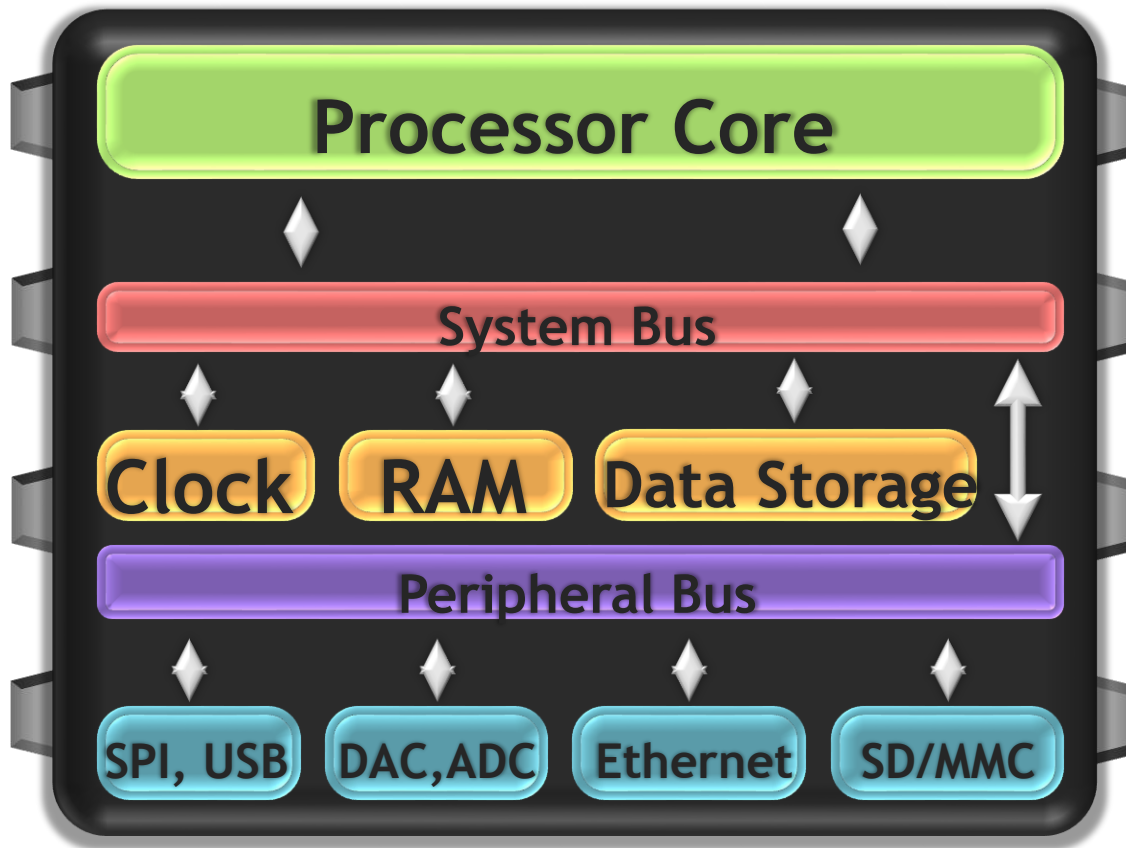 Processor Core
System Bus
Clock
RAM
Data Storage
Peripheral Bus
SPI, USB
DAC,ADC
Ethernet
SD/MMC